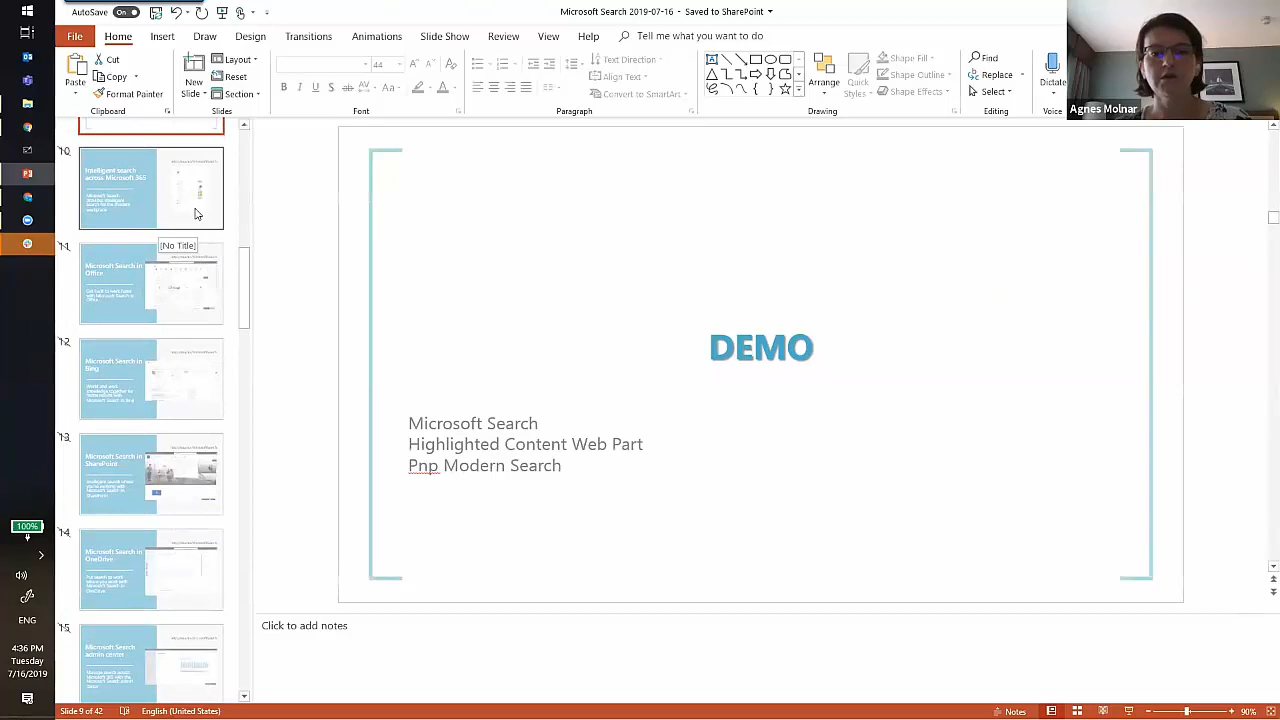 AutoSave On
Microsoft Search 2019-07-16 - Saved to SharePoint
File Home Insert Draw Design Transitions Animations Slide Show Review View Help Tell me what you want to do
Paste
Cut
Copy
Format Painter
Clipboard
New
Slide
Layout
Reset
Section
Slides
44
B I U S ab AV Aa A
Font
Text Direction
Align Text
Convert to SmartArt
Paragraph
Arrange
Quick
Styles
Shape Fill
Shape Outline
Shape Effects
Drawing
Find
Replace
Select
Editing
Dictate
Voice
Agnes Molnar
10
Intelligent search
across Microsoft 365
[No Title]
11
Microsoft Search in
Office
12
Microsoft Search in
Bing
13
Microsoft Search in
SharePoint
14
Microsoft Search in
OneDrive
15
Microsoft Search
admin center
DEMO
Microsoft Search
Highlighted Content Web Part
Pnp Modern Search
Click to add notes
100%
ENG
4:46 PM
Tuesday
Slide 9 of 42
English (United States)
Notes
90%